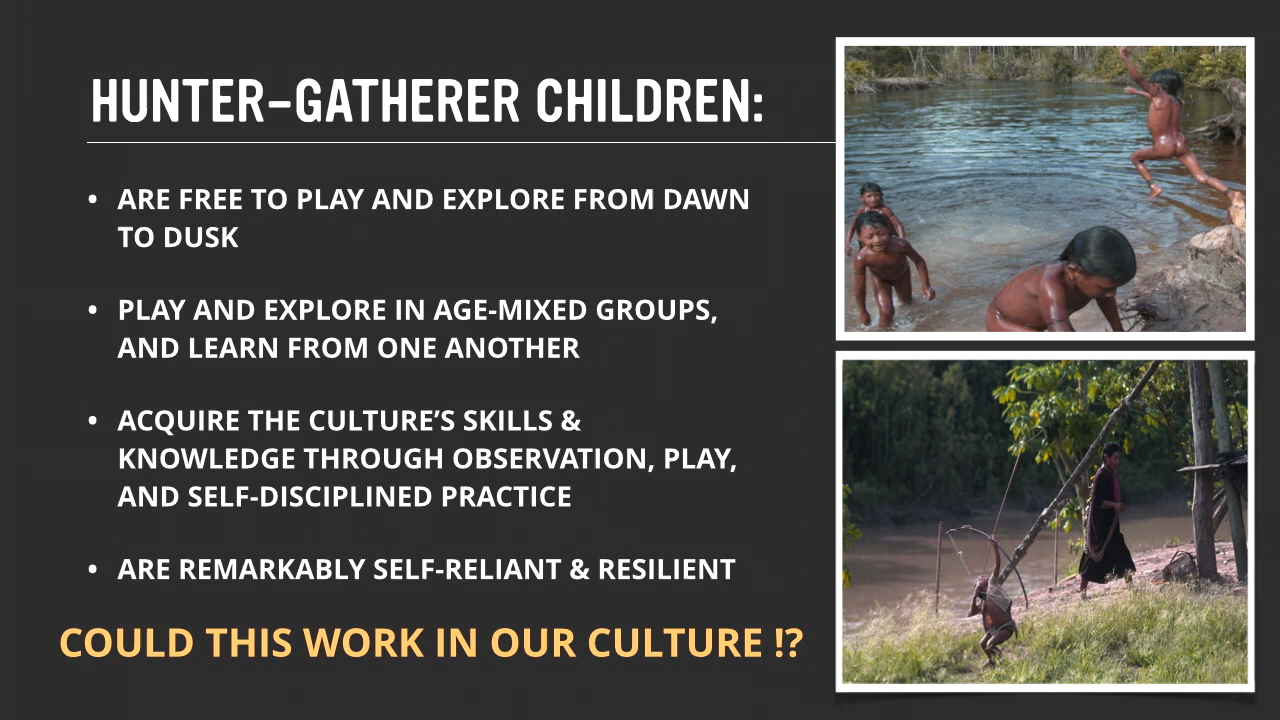 HUNTER-GATHERER CHILDREN:
• ARE FREE TO PLAY AND EXPLORE FROM DAWN
TO DUSK
• PLAY AND EXPLORE IN AGE-MIXED GROUPS,
AND LEARN FROM ONE ANOTHER
• ACQUIRE THE CULTURE’S SKILLS &
KNOWLEDGE THROUGH OBSERVATION, PLAY,
AND SELF-DISCIPLINED PRACTICE
• ARE REMARKABLY SELF-RELIANT & RESILIENT
COULD THIS WORK IN OUR CULTURE !?